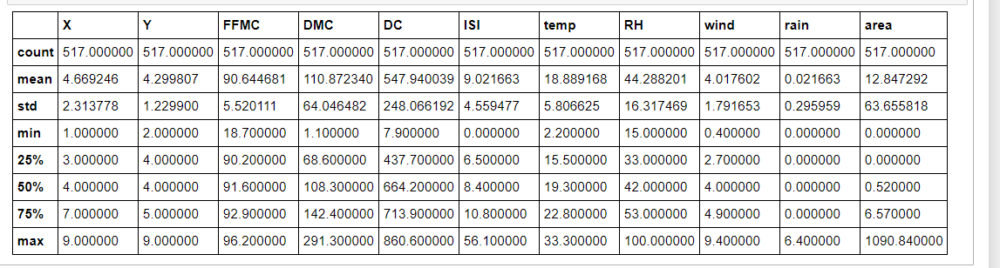 X Y FFMC DMC DC ISI temp RH wind rain area
count 517.000000 517.000000 517.000000 517.000000 517.000000 517.000000 517.000000 517.000000 517.000000 517.000000 517.000000
mean 4.669246 4.299807 90.644681 110.872340 547.940039 9.021663 18.889168 44.288201 4.017602 0.021663 12.847292
std 2.313778 1.229900 5.520111 64.046482 248.066192 4.559477 5.806625 16.317469 1.791653 0.295959 63.655818
min 1.000000 2.000000 18.700000 1.100000 7.900000 0.000000 2.200000 15.000000 0.400000 0.000000 0.000000
25% 3.000000 4.000000 90.200000 68.600000 437.700000 6.500000 15.500000 33.000000 2.700000 0.000000 0.000000
50% 4.000000 4.000000 91.600000 108.300000 664.200000 8.400000 19.300000 42.000000 4.000000 0.000000 0.520000
75% 7.000000 5.000000 92.900000 142.400000 713.900000 10.800000 22.800000 53.000000 4.900000 0.000000 6.570000
max 9.000000 9.000000 96.200000 291.300000 860.600000 56.100000 33.300000 100.000000 9.400000 6.400000 1090.840000